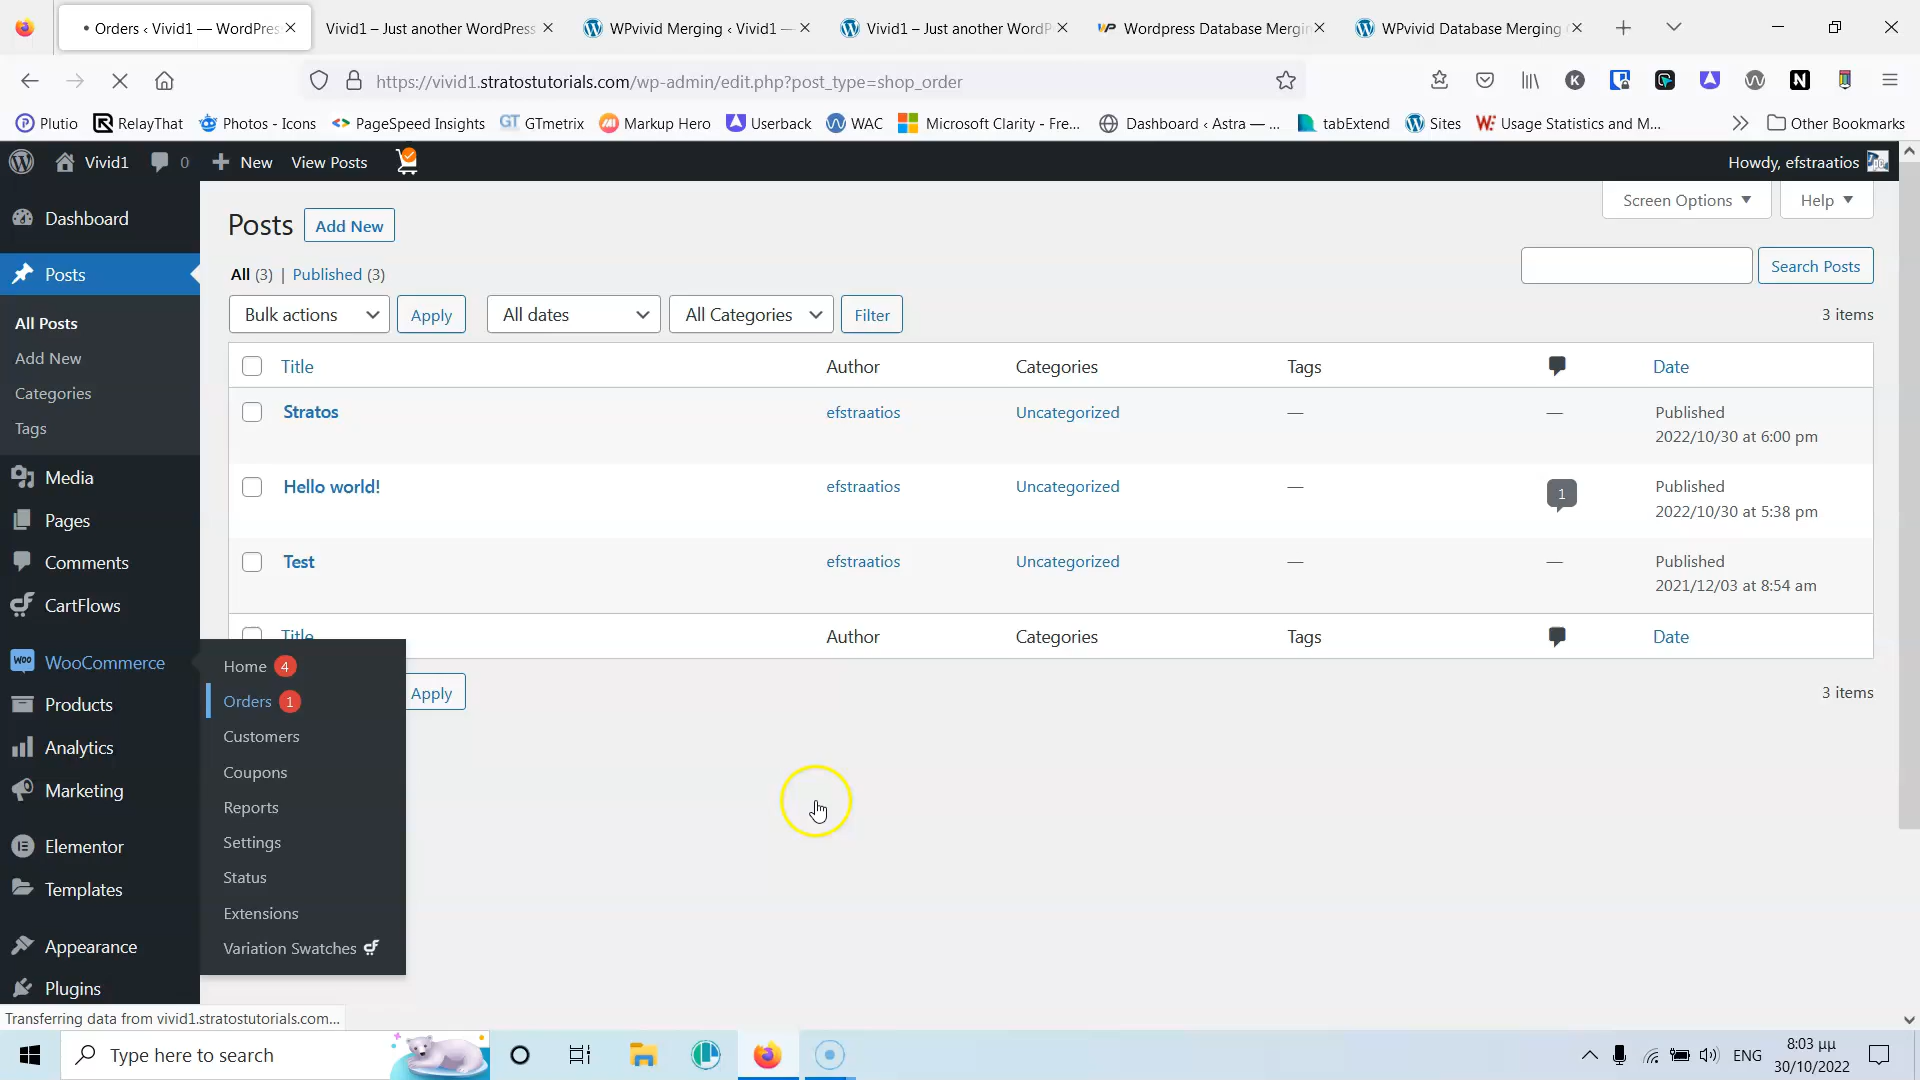 Orders ‹ Vivid1 — WordPres
Vivid1 – Just another WordPress
WPvivid Merging ‹ Vivid1 —
Vivid1 – Just another WordP
Wordpress Database Mergin
WPvivid Database Merging
https://vivid1.stratostutorials.com/wp-admin/edit.php?post_type=shop_order
Plutio
RelayThat
Photos - Icons
PageSpeed Insights
GTmetrix
Markup Hero
Userback
WAC
Microsoft Clarity - Fre...
Dashboard ‹ Astra — ...
tabExtend
Sites
Usage Statistics and M...
Other Bookmarks
Vivid1
0
New
View Posts
Howdy, efstraatios
Dashboard
Posts
All Posts
Add New
Categories
Tags
Media
Pages
Comments
CartFlows
WooCommerce
Products
Analytics
Marketing
Elementor
Templates
Appearance
Plugins
Home 4
Orders 1
Customers
Coupons
Reports
Settings
Status
Extensions
Variation Swatches
Posts
Add New
Screen Options
Help
All (3) | Published (3)
Search Posts
Bulk actions
Apply
All dates
All Categories
Filter
3 items
Title Author Categories Tags Date
Stratos efstraatios Uncategorized — — Published
2022/10/30 at 6:00 pm
Hello world! efstraatios Uncategorized — 1 Published
2022/10/30 at 5:38 pm
Test efstraatios Uncategorized — — Published
2021/12/03 at 8:54 am
Title Author Categories Tags Date
Apply
3 items
Transferring data from vivid1.stratostutorials.com...
Type here to search
ENG
8:03 μμ
30/10/2022